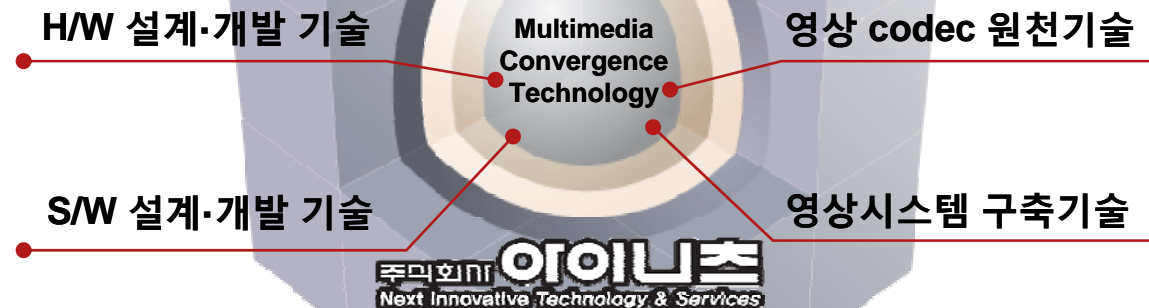 H/W 설계·개발 기술
Multimedia
Convergence
Technology
영상 codec 원천기술
S/W 설계·개발 기술
영상시스템 구축기술
주식회사 아이니츠
Next Innovative Technology & Services